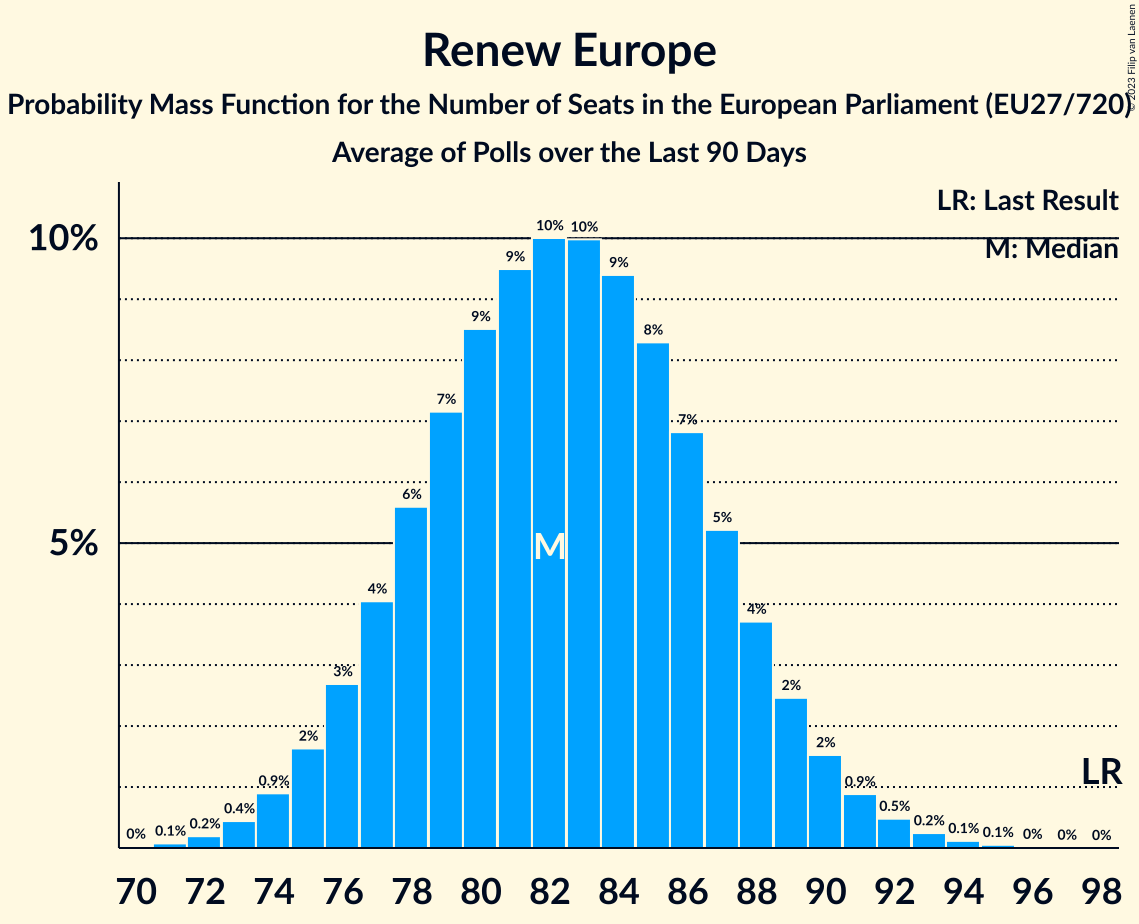 Renew Europe
Probability Mass Function for the Number of Seats in the European Parliament (EU27/720)
Average of Polls over the Last 90 Days
© 2023 Filip van Laenen
LR: Last Result
M: Median
10%
5%
0% 0.1% 0.2% 0.4% 0.9% 2% 3% 4% 6% 7% 9% 9% 10% 10% 9% 8% 7% 5% 4% 2% 2% 0.9% 0.5% 0.2% 0.1% 0.1% 0% 0% 0%
M
LR
70 72 74 76 78 80 82 84 86 88 90 92 94 96 98